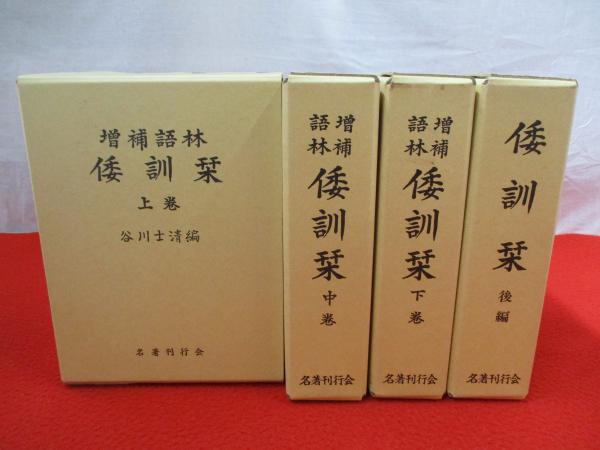 増補語林
倭訓栞
上巻
谷川士清編
名著刊行会
増補
語林
倭訓栞
中巻
名著刊行会
増補
語林
倭訓栞
下巻
名著刊行会
倭訓栞
後編
名著刊行会